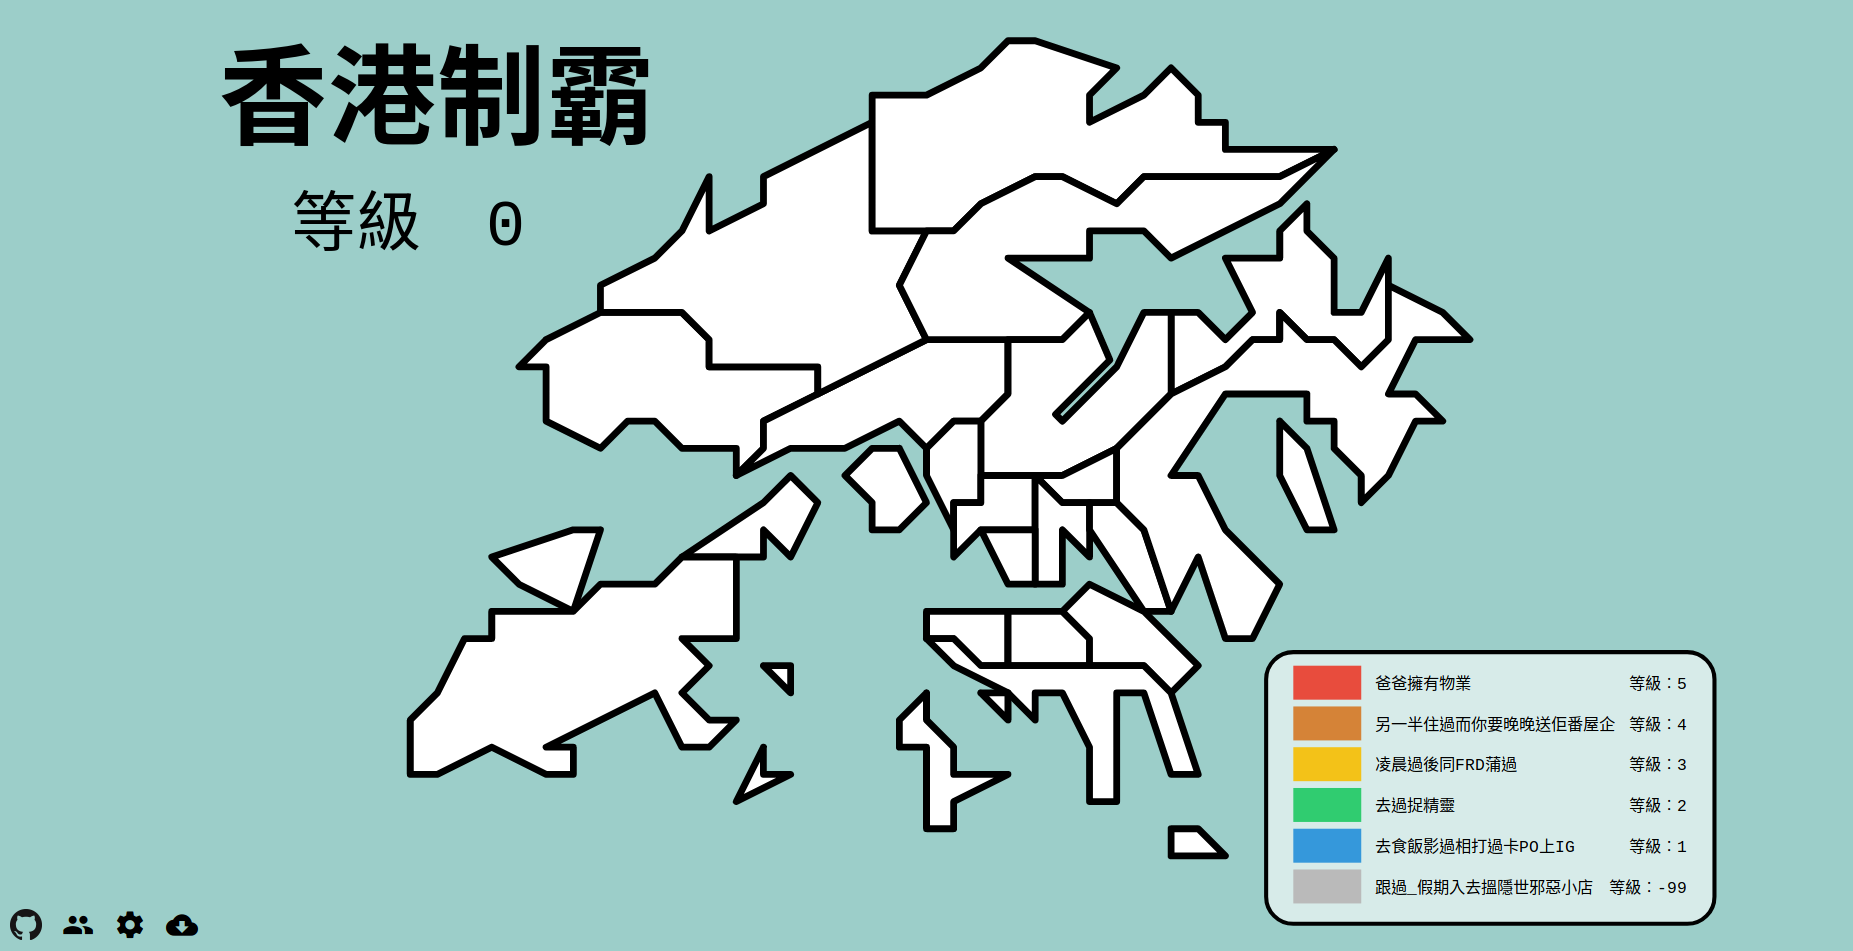 香港制霸
等級 0
爸爸擁有物業 等級：5
另一半住過而你要晚晚送佢番屋企 等級：4
凌晨過後同FRD蒲過 等級：3
去過捉精靈 等級：2
去食飯影過相打過卡PO上IG 等級：1
跟過_假期入去搵隱世邪惡小店 等級：-99